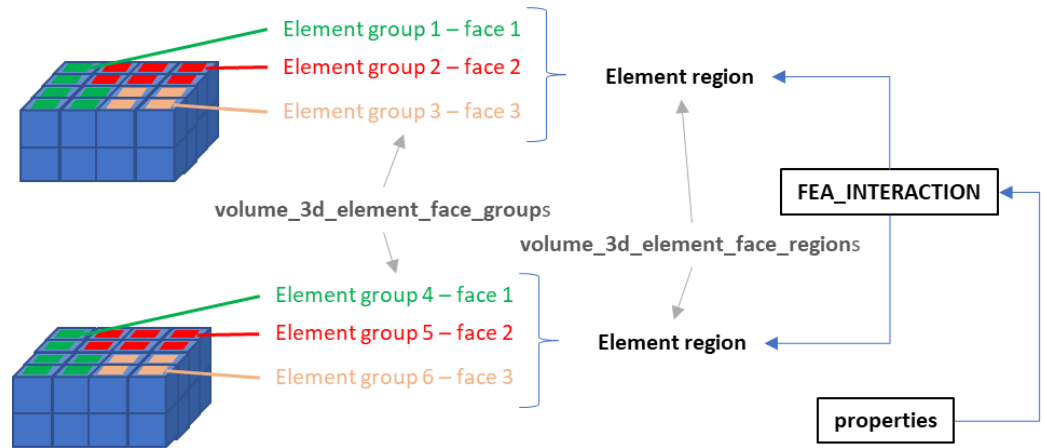 Element group 1 – face 1
Element group 2 – face 2
Element group 3 – face 3
Element region
volume_3d_element_face_groups
FEA_INTERACTION
volume_3d_element_face_regions
Element group 4 – face 1
Element group 5 – face 2
Element group 6 – face 3
Element region
properties